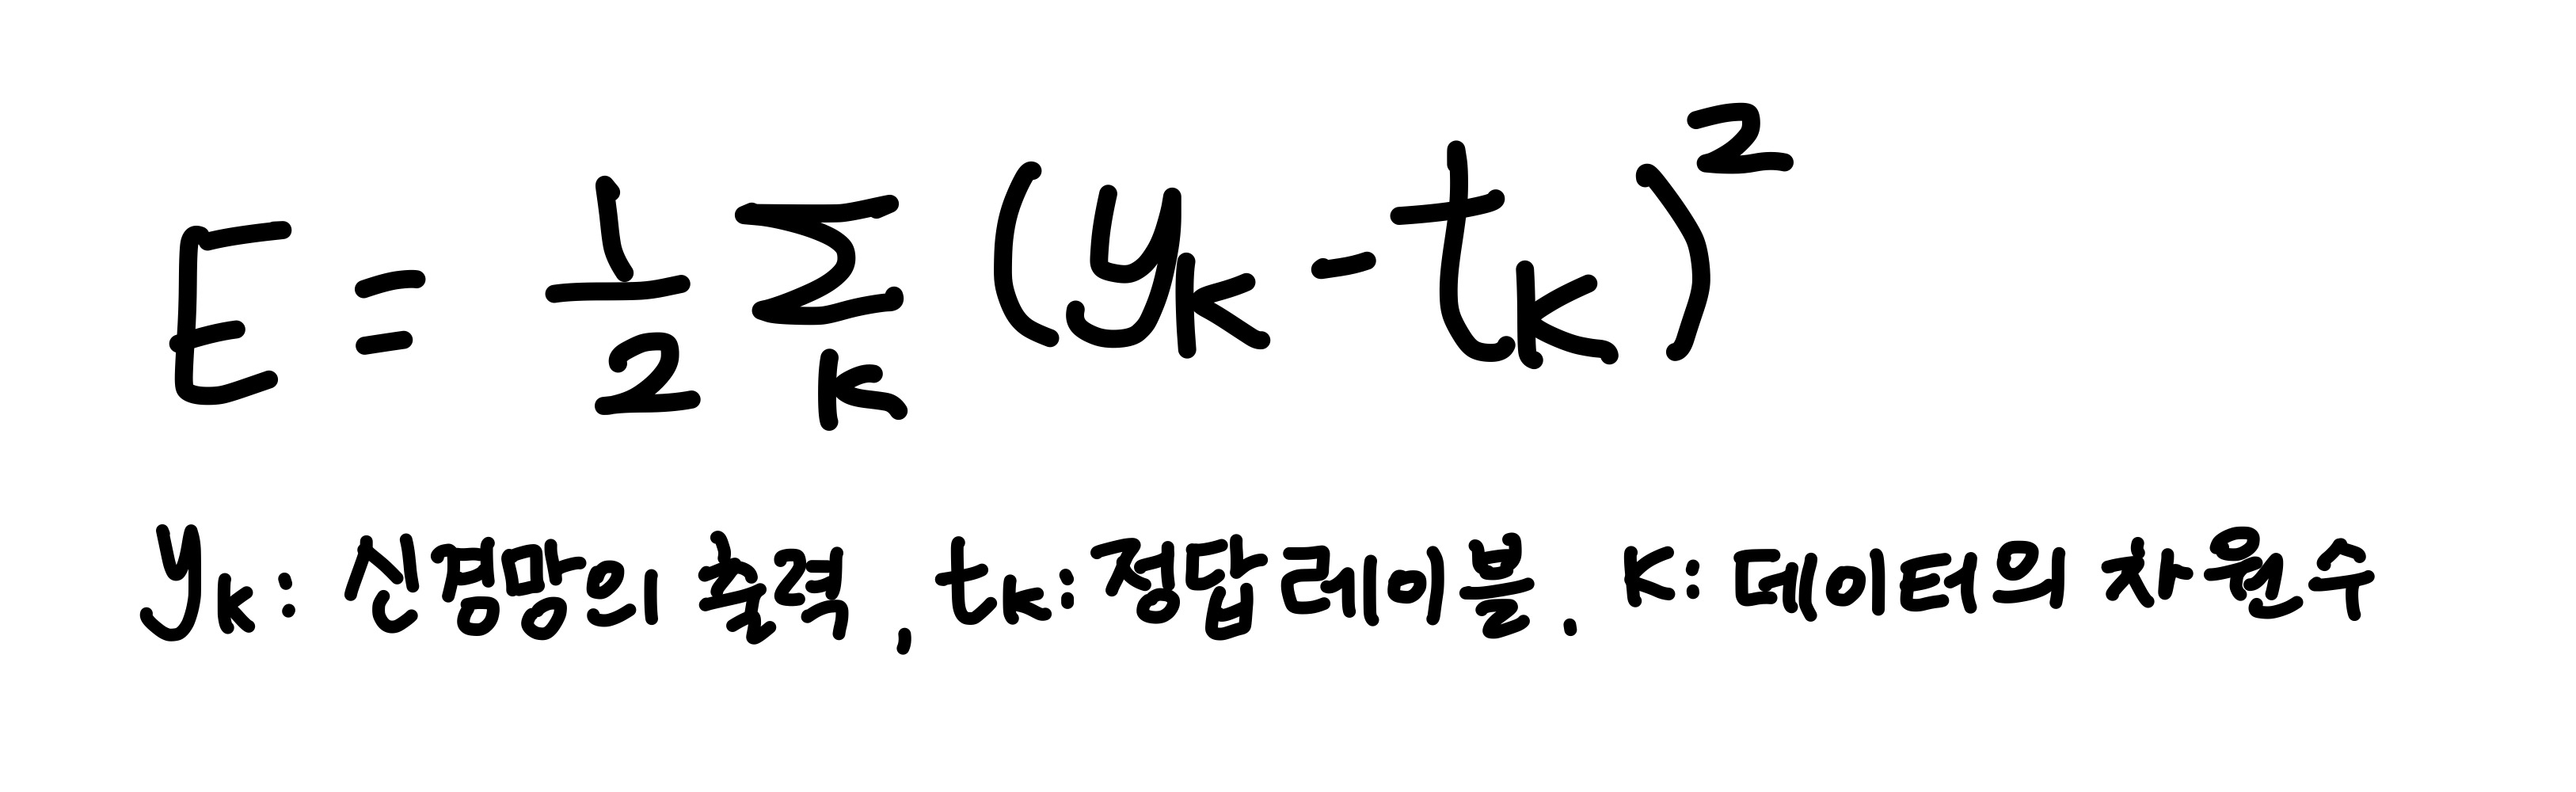 E = 1/2 Σ_k (y_k - t_k)²
y_k: 신경망의 출력, t_k: 정답레이블. k: 데이터의 차원수